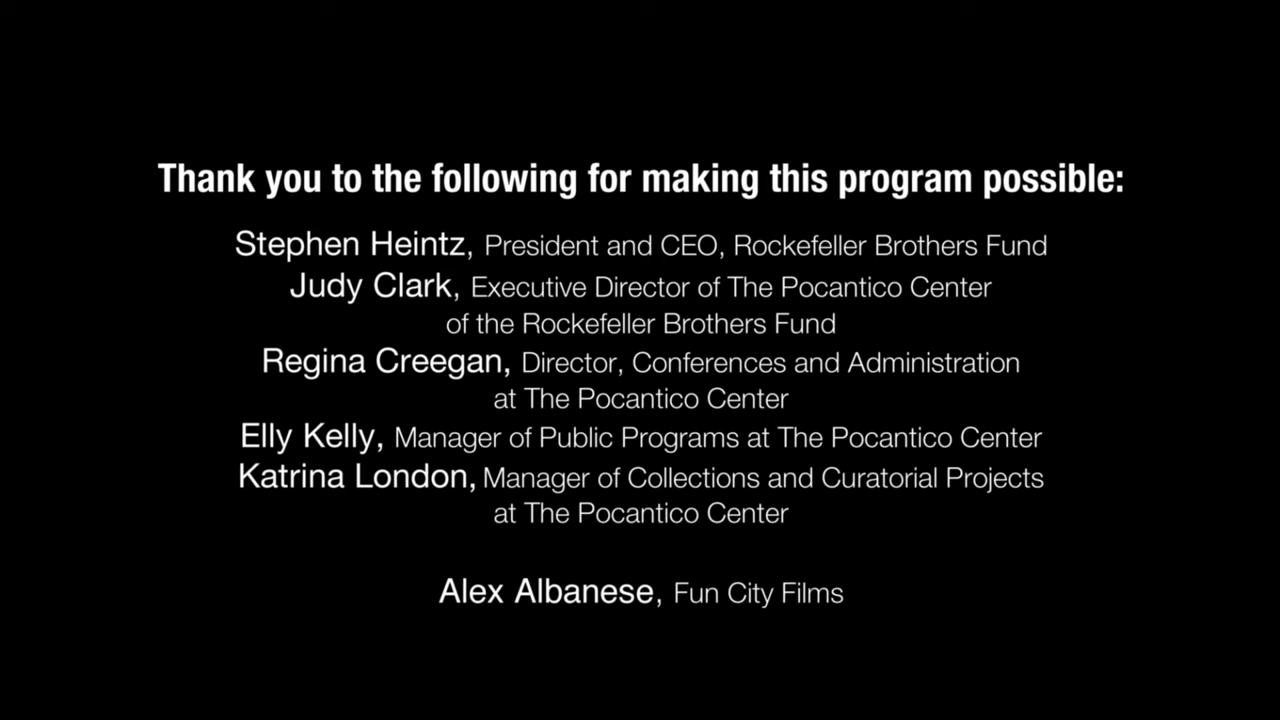 Thank you to the following for making this program possible:
Stephen Heintz, President and CEO, Rockefeller Brothers Fund
Judy Clark, Executive Director of The Pocantico Center
of the Rockefeller Brothers Fund
Regina Creegan, Director, Conferences and Administration
at The Pocantico Center
Elly Kelly, Manager of Public Programs at The Pocantico Center
Katrina London, Manager of Collections and Curatorial Projects
at The Pocantico Center
Alex Albanese, Fun City Films